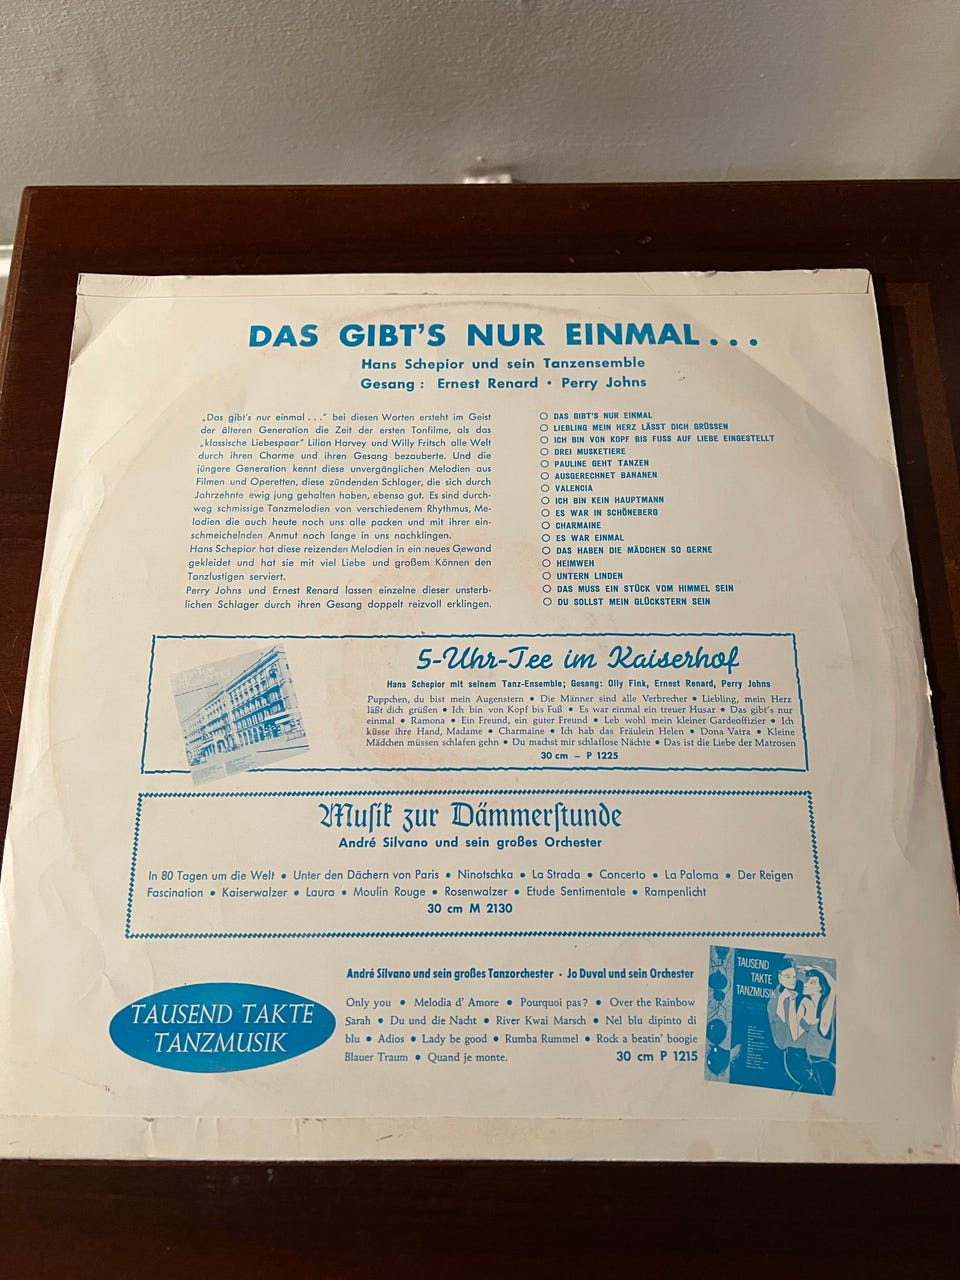 DAS GIBT'S NUR EINMAL...
Hans Schepior und sein Tanzensemble
Gesang: Ernest Renard • Perry Johns
„Das gibt's nur einmal...“ bei diesen Worten ersteht im Geist
der älteren Generation die Zeit der ersten Tonfilme, als das
„klassische Liebespaar“ Lilian Harvey und Willy Fritsch alle Welt
durch ihren Charme und ihren Gesang bezauberte. Und die
jüngere Generation kennt diese unvergänglichen Melodien aus
Filmen und Operetten, diese zündenden Schlager, die sich durch
Jahrzehnte ewig jung gehalten haben, ebenso gut. Es sind durch-
weg schmissige Tanzmelodien von verschiedenem Rhythmus, Me-
lodien die auch heute noch uns alle packen und mit ihrer ein-
schmeichelnden Anmut noch lange in uns nachklingen.
Hans Schepior hat diese reizenden Melodien in ein neues Gewand
gekleidet und hat sie mit viel Liebe und großem Können den
Tanzlustigen serviert.
Perry Johns und Ernest Renard lassen einzelne dieser unsterb-
lichen Schlager durch ihren Gesang doppelt reizvoll erklingen.
O DAS GIBT'S NUR EINMAL
O LIEBLING MEIN HERZ LÄSST DICH GRÜSSEN
O ICH BIN VON KOPF BIS FUSS AUF LIEBE EINGESTELLT
O DREI MUSKETIERE
O PAULINE GEHT TANZEN
O AUSGERECHNET BANANEN
O VALENCIA
O ICH BIN KEIN HAUPTMANN
O ES WAR IN SCHÖNEBERG
O CHARMAINE
O ES WAR EINMAL
O DAS HABEN DIE MÄDCHEN SO GERNE
O HEIMWEH
O UNTERN LINDEN
O DAS MUSS EIN STÜCK VOM HIMMEL SEIN
O DU SOLLST MEIN GLÜCKSTERN SEIN
5-Uhr-Tee im Kaiserhof
Hans Schepior mit seinem Tanz-Ensemble; Gesang: Olly Fink, Ernest Renard, Perry Johns
Puppchen, du bist mein Augenstern • Die Männer sind alle Verbrecher • Liebling, mein Herz
läßt dich grüßen • Ich bin von Kopf bis Fuß • Es war einmal ein treuer Husar • Das gibt's nur
einmal • Ramona • Ein Freund, ein guter Freund • Leb wohl mein kleiner Gardeoffizier • Ich
küsse ihre Hand, Madame • Charmaine • Ich hab das Fräulein Helen • Dona Vatra • Kleine
Mädchen müssen schlafen gehn • Du machst mir schlaflose Nächte • Das ist die Liebe der Matrosen
30 cm – P 1225
Musik zur Dämmerstunde
André Silvano und sein großes Orchester
In 80 Tagen um die Welt • Unter den Dächern von Paris • Ninotschka • La Strada • Concerto • La Paloma • Der Reigen
Fascination • Kaiserwalzer • Laura • Moulin Rouge • Rosenwalzer • Etude Sentimentale • Rampenlicht
30 cm M 2130
TAUSEND TAKTE
TANZMUSIK
André Silvano und sein großes Tanzorchester · Jo Duval und sein Orchester
Only you • Melodia d' Amore • Pourquoi pas? • Over the Rainbow
Sarah • Du und die Nacht • River Kwai Marsch • Nel blu dipinto di
blu • Adios • Lady be good • Rumba Rummel • Rock a beatin' boogie
Blauer Traum • Quand je monte. 30 cm P 1215
TAUSEND
TAKTE
TANZMUSIK